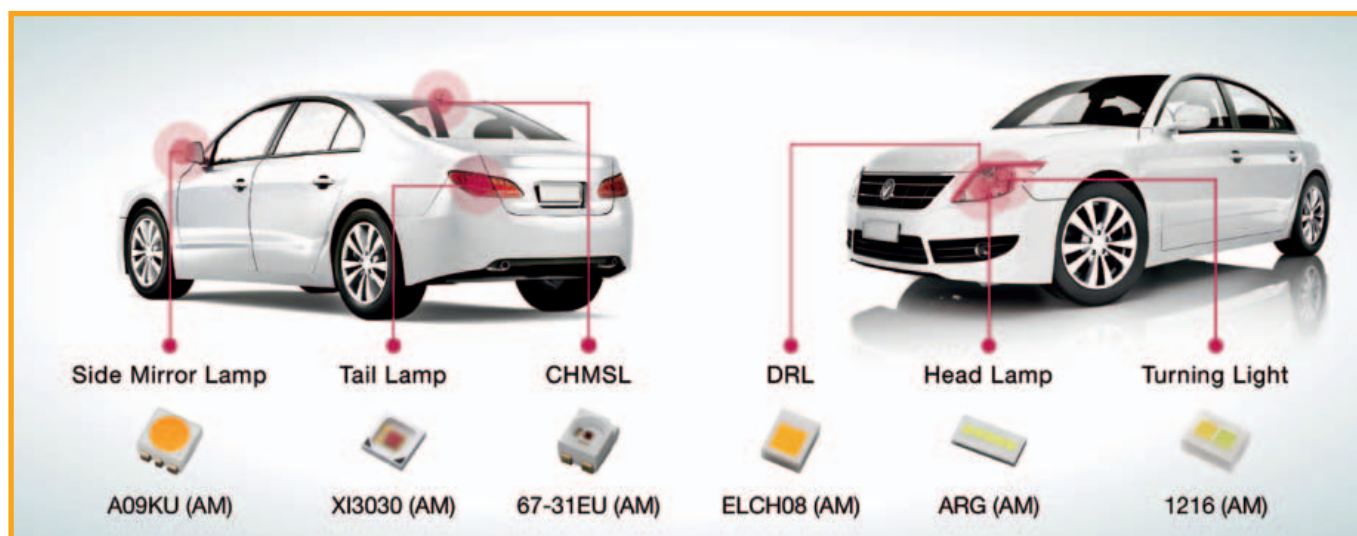 Side Mirror Lamp
Tail Lamp
CHMSL
DRL
Head Lamp
Turning Light
A09KU (AM)
XI3030 (AM)
67-31EU (AM)
ELCH08 (AM)
ARG (AM)
1216 (AM)